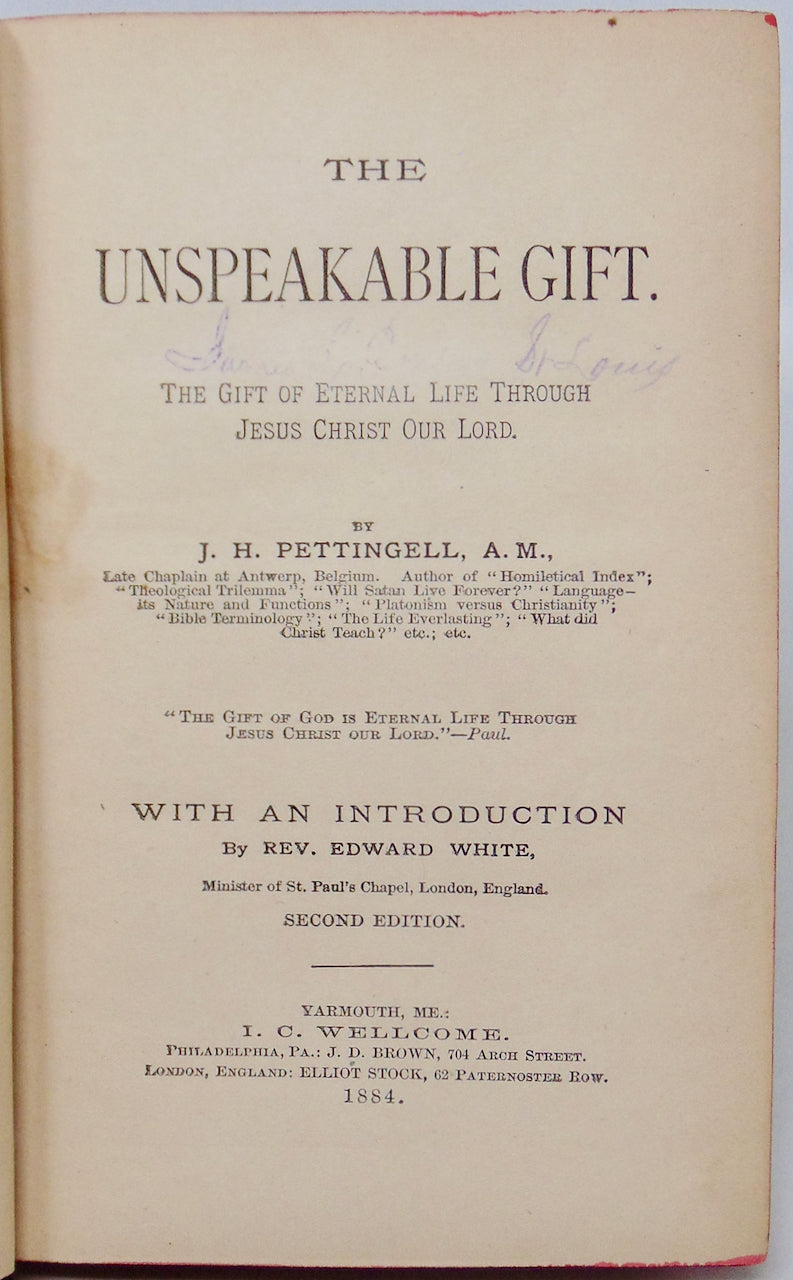 THE
UNSPEAKABLE GIFT.
St Louis
THE GIFT OF ETERNAL LIFE THROUGH
JESUS CHRIST OUR LORD.
BY
J. H. PETTINGELL, A. M.,
Late Chaplain at Antwerp, Belgium. Author of "Homiletical Index";
"Theological Trilemma"; "Will Satan Live Forever?" "Language—
its Nature and Functions"; "Platonism versus Christianity";
"Bible Terminology"; "The Life Everlasting"; "What did
Christ Teach?" etc.; etc.
"THE GIFT OF GOD IS ETERNAL LIFE THROUGH
JESUS CHRIST OUR LORD."—Paul.
WITH AN INTRODUCTION
By REV. EDWARD WHITE,
Minister of St. Paul's Chapel, London, England.
SECOND EDITION.
YARMOUTH, ME.:
I. C. WELLCOME.
PHILADELPHIA, PA.: J. D. BROWN, 704 ARCH STREET.
LONDON, ENGLAND: ELLIOT STOCK, 62 PATERNOSTER ROW.
1884.